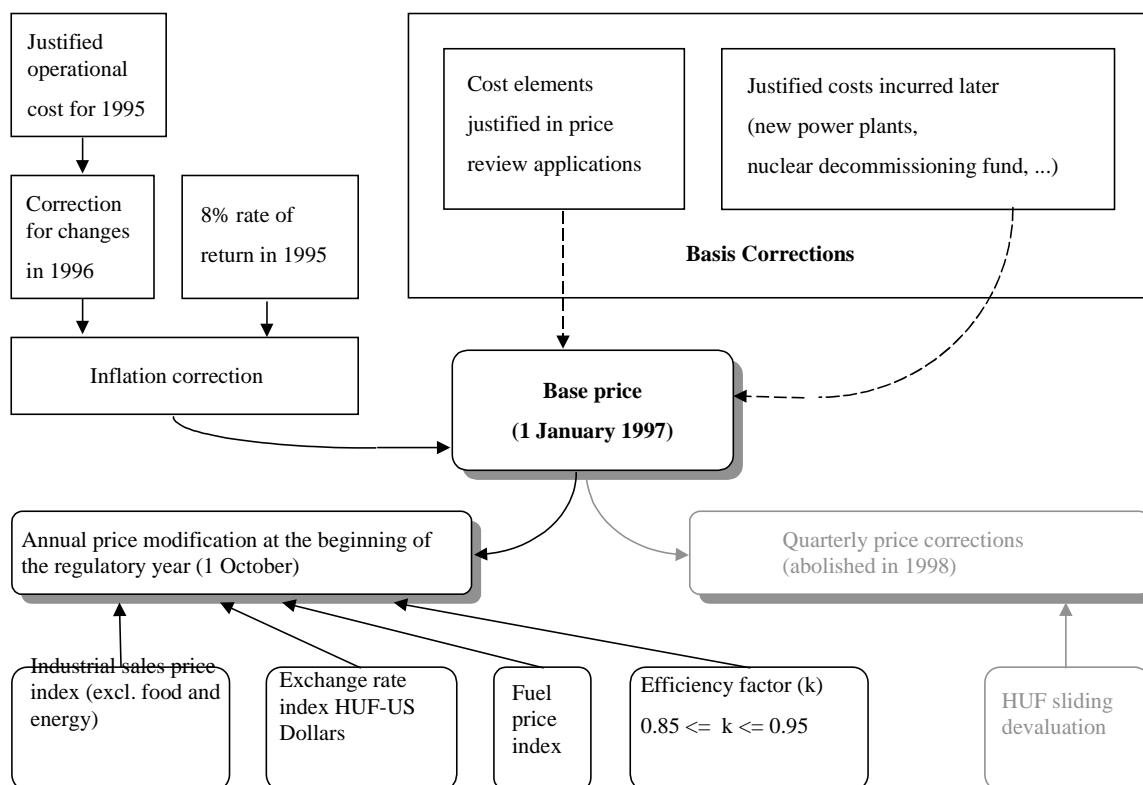 Justified
operational
cost for 1995
Cost elements
justified in price
review applications
Justified costs incurred later
(new power plants,
nuclear decommissioning fund, ...)
Correction
for changes
in 1996
8% rate of
return in 1995
Basis Corrections
Inflation correction
Base price
(1 January 1997)
Annual price modification at the beginning of
the regulatory year (1 October)
Quarterly price corrections
(abolished in 1998)
Industrial sales price
index (excl. food and
energy)
Exchange rate
index HUF-US
Dollars
Fuel
price
index
Efficiency factor (k)
0.85 <= k <= 0.95
HUF sliding
devaluation